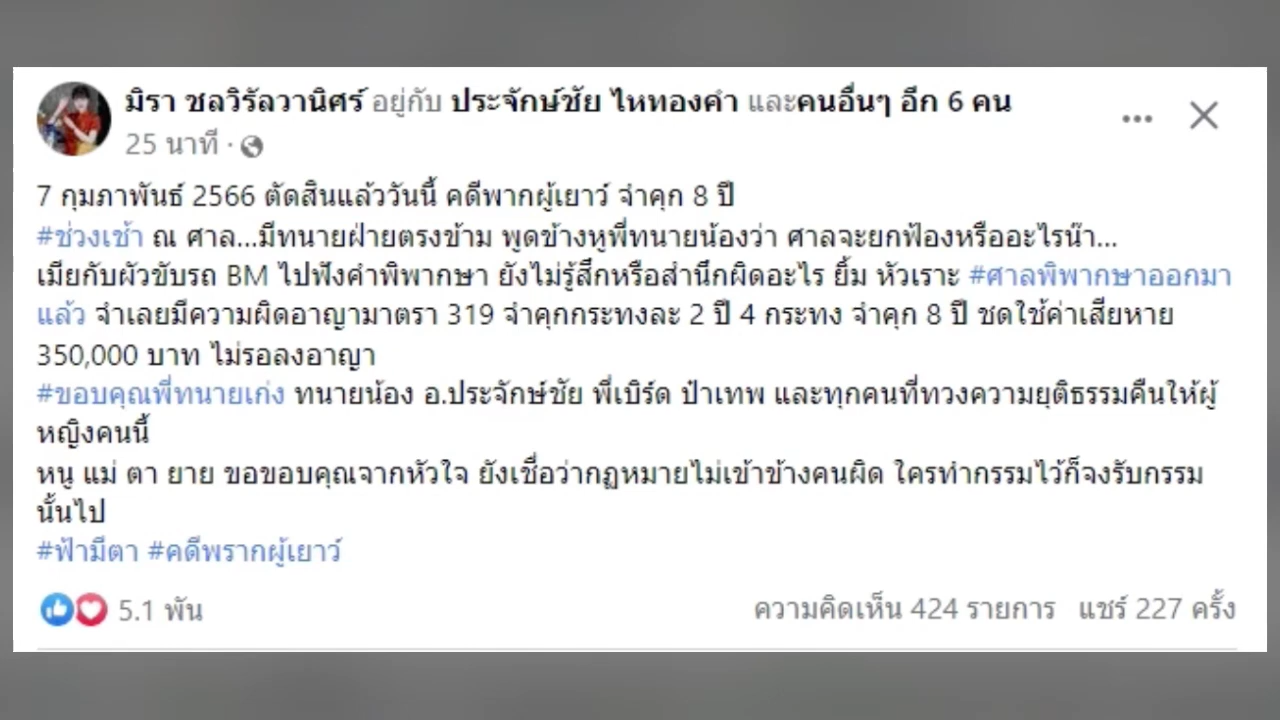 มิรา ชลวิรัลวานิศร์ อยู่กับ ประจักษ์ชัย ไหทองคำ และคนอื่นๆ อีก 6 คน
25 นาที ·
7 กุมภาพันธ์ 2566 ตัดสินแล้ววันนี้ คดีพากผู้เยาว์ จำคุก 8 ปี
#ช่วงเช้า ณ ศาล...มีทนายฝ่ายตรงข้าม พูดข้างหูพี่ทนายน้องว่า ศาลจะยกฟ้องหรืออะไรน๊า...
เมียกับผัวขับรถ BM ไปฟังคำพิพากษา ยังไม่รู้สึกหรือสำนึกผิดอะไร ยิ้ม หัวเราะ #ศาลพิพากษาออกมา
แล้ว จำเลยมีความผิดอาญามาตรา 319 จำคุกกระทงละ 2 ปี 4 กระทง จำคุก 8 ปี ชดใช้ค่าเสียหาย
350,000 บาท ไม่รอลงอาญา
#ขอบคุณพี่ทนายเก่ง ทนายน้อง อ.ประจักษ์ชัย พี่เบิร์ด ป๋าเทพ และทุกคนที่ทวงความยุติธรรมคืนให้ผู้
หญิงคนนี้
หนู แม่ ตา ยาย ขอขอบคุณจากหัวใจ ยังเชื่อว่ากฎหมายไม่เข้าข้างคนผิด ใครทำกรรมไว้ก็จงรับกรรม
นั้นไป
#ฟ้ามีตา #คดีพรากผู้เยาว์
5.1 พัน ความคิดเห็น 424 รายการ แชร์ 227 ครั้ง